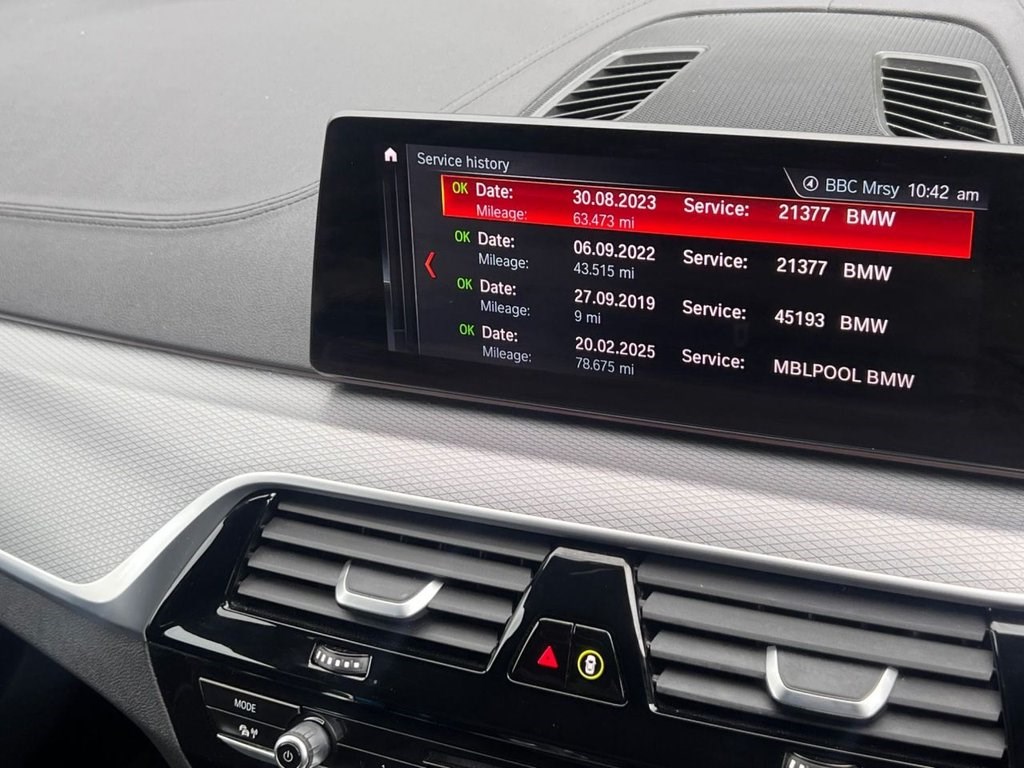 Service history
BBC Mrsy 10:42 am
OK Date: 30.08.2023 Service: 21377 BMW
Mileage: 63.473 mi
OK Date: 06.09.2022 Service: 21377 BMW
Mileage: 43.515 mi
OK Date: 27.09.2019 Service: 45193 BMW
Mileage: 9 mi
OK Date: 20.02.2025 Service: MBLPOOL BMW
Mileage: 78.675 mi
MODE